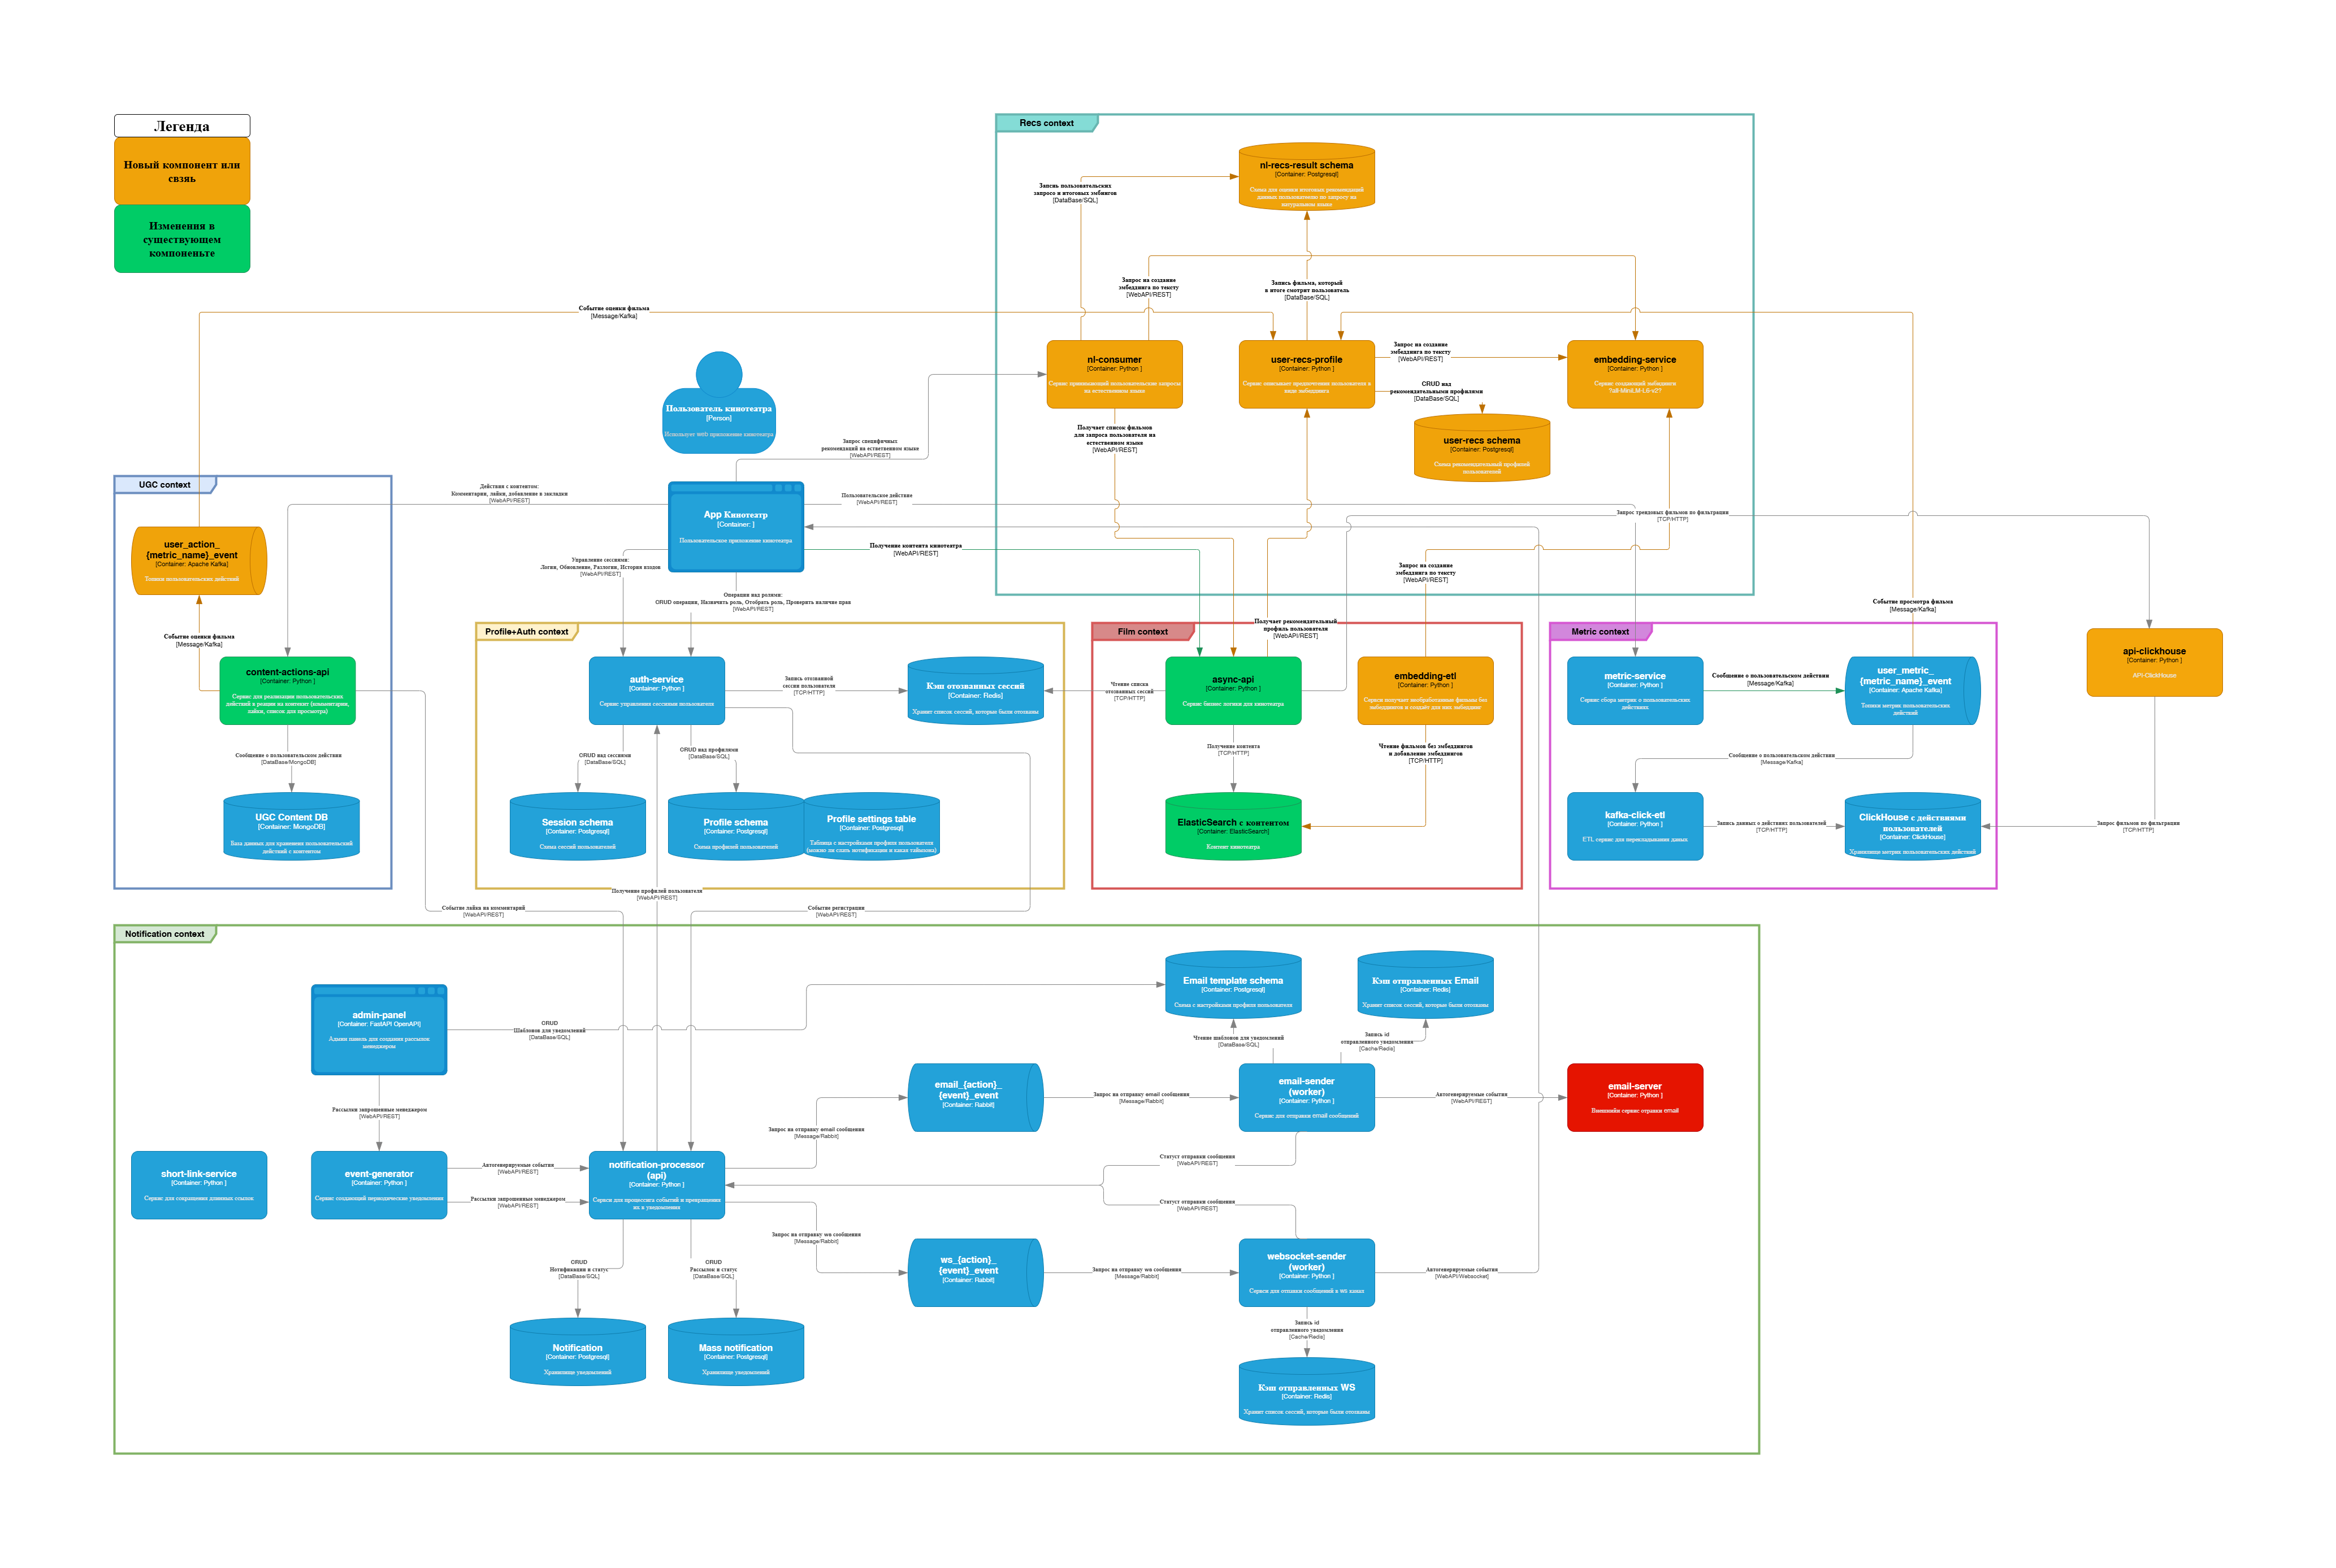 Легенда
Новый компонент или
свзяь
Изменения в
существующем
компоненьте
Recs context
nl-recs-result schema
[Container: Postgresql]
Схема для оценки итоговых рекомендаций
данных пользователю по запросу на
натуральном языке
Запсиь пользовательских
запросо и итоговых эмбингов
[DataBase/SQL]
Запрос на создание
эмбеддинга по тексту
[WebAPI/REST]
Запись фильма, который
в итоге смотрит пользователь
[DataBase/SQL]
Событие оценки фильма
[Message/Kafka]
nl-consumer
[Container: Python ]
Сервис принимающий пользовательские запросы
на естественном языке
user-recs-profile
[Container: Python ]
Сервис описывает предпочтения пользователя в
виде эмбеддинга
Запрос на создание
эмбеддинга по тексту
[WebAPI/REST]
embedding-service
[Container: Python ]
Сервис создающий эмбединги
?all-MiniLM-L6-v2?
CRUD над
рекомендательными профилями
[DataBase/SQL]
user-recs schema
[Container: Postgresql]
Схема рекомендательный профилей
пользователей
Пользователь кинотеатра
[Person]
Использует web приложение кинотеатра
Получает список фильмов
для запроса пользователя на
естественном языке
[WebAPI/REST]
Запрос специфичных
рекомендаций на ествественном языке
[WebAPI/REST]
UGC context
Действия с контентом:
Комментарии, лайки, добавление в закладки
[WebAPI/REST]
App Кинотеатр
[Container: ]
Пользовательское приложение кинотеатра
Пользовательское действие
[WebAPI/REST]
Запрос трендовых фильмов по фильтрации
[TCP/HTTP]
user_action_
{metric_name}_event
[Container: Apache Kafka]
Топики пользовательских действий
Получение контента кинотеатра
[WebAPI/REST]
Управление сессиями:
Логин, Обновление, Разлогин, История входов
[WebAPI/REST]
Запрос на создание
эмбеддинга по тексту
[WebAPI/REST]
Операции над ролями:
CRUD операции, Назначить роль, Отобрать роль, Проверить наличие прав
[WebAPI/REST]
Событие просмотра фильма
[Message/Kafka]
Событие оценки фильма
[Message/Kafka]
Profile+Auth context
Film context
Получает рекомендательный
профиль пользователя
[WebAPI/REST]
Metric context
content-actions-api
[Container: Python ]
Сервис для реализации пользовательских
действий и реации на контент (комментарии,
лайки, список для просмотра)
auth-service
[Container: Python ]
Сервис управления сессиями пользователя
Запись отозванной
сессии пользователя
[TCP/HTTP]
Кэш отозванных сессий
[Container: Redis]
Хранит список сессий, которые были отозваны
Чтение списка
отозванных сессий
[TCP/HTTP]
async-api
[Container: Python ]
Сервис бизнес логики для кинотеатра
embedding-etl
[Container: Python ]
Сервси получает необработанные фильмы без
эмбеддингов и создаёт для них эмбединг
metric-service
[Container: Python ]
Сервис сбора метрик о пользовательских
действиях
Сообщение о пользовательском действии
[Message/Kafka]
user_metric_
{metric_name}_event
[Container: Apache Kafka]
Топики метрик пользовательских
действий
api-clickhouse
[Container: Python ]
API-ClickHouse
Сообщение о пользовательском действии
[DataBase/MongoDB]
CRUD над сессиями
[DataBase/SQL]
CRUD над профилями
[DataBase/SQL]
Получение контента
[TCP/HTTP]
Чтение фильмов без эмбеддингов
и добавление эмбеддингов
[TCP/HTTP]
Сообщение о пользовательском действии
[Message/Kafka]
UGC Content DB
[Container: MongoDB]
База данных для хранения пользовательский
действий с контентом
Session schema
[Container: Postgresql]
Схема сессий пользователей
Profile schema
[Container: Postgresql]
Схема профилей пользователей
Profile settings table
[Container: Postgresql]
Таблица с настройками профиля пользователя
(можно ли слать нотификации и какая таймзона)
ElasticSearch с контентом
[Container: ElasticSearch]
Контент кинотеатра
kafka-click-etl
[Container: Python ]
ETL сервис для перекладывания даных
Запись данных о действиях пользователей
[TCP/HTTP]
ClickHouse с действиями
пользователей
[Container: ClickHouse]
Хранилище метрик пользовательских действий
Запрос фильмов по фильтрации
[TCP/HTTP]
Получение профилей пользователя
[WebAPI/REST]
Событие лайка на комментарий
[WebAPI/REST]
Событие регистрации
[WebAPI/REST]
Notification context
admin-panel
[Container: FastAPI OpenAPI]
Админ панель для создания рассылок
менеджером
CRUD
Шаблонов для уведомлений
[DataBase/SQL]
Email template schema
[Container: Postgresql]
Схема с настройками профиля пользователя
Кэш отправленных Email
[Container: Redis]
Хранит список сессий, которые были отозваны
Чтение шаблонов для уведомлений
[DataBase/SQL]
Запись id
отправленного уведомления
[Cache/Redis]
Рассылки запрошенные менеджером
[WebAPI/REST]
email_{action}_
{event}_event
[Container: Rabbit]
Запрос на отправку email сообщения
[Message/Rabbit]
email-sender
(worker)
[Container: Python ]
Сервис для отправки email сообщений
Автогенерируемые события
[WebAPI/REST]
email-server
[Container: Python ]
Внешниӣй сервис отравки email
Запрос на отправку email сообщения
[Message/Rabbit]
short-link-service
[Container: Python ]
Сервис для сокращения длинных ссылок
event-generator
[Container: Python ]
Сервис создающий периодические уведомления
Автогенерируемые события
[WebAPI/REST]
Рассылки запрошенные менеджером
[WebAPI/REST]
notification-processor
(api)
[Container: Python ]
Сервси для процессинга событий и превращения
их в уведомления
Статус отправки сообщения
[WebAPI/REST]
Статуст отправки сообщения
[WebAPI/REST]
Запрос на отправку ws сообщения
[Message/Rabbit]
CRUD
Нотификации и статус
[DataBase/SQL]
CRUD
Рассылок и статус
[DataBase/SQL]
ws_{action}_
{event}_event
[Container: Rabbit]
Запрос на отправку ws сообщения
[Message/Rabbit]
websocket-sender
(worker)
[Container: Python ]
Сервси для отпавки сообщений в ws канал
Автогенерируемые события
[WebAPI/Websocket]
Запись id
отправленного уведомления
[Cache/Redis]
Notification
[Container: Postgresql]
Хранилище уведомлений
Mass notification
[Container: Postgresql]
Хранилище уведомлений
Кэш отправленных WS
[Container: Redis]
Хранит список сессий, которые были отозваны